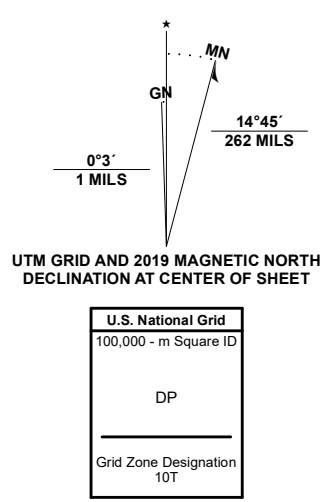 ★
MN
GN
14°45´
262 MILS
0°3´
1 MILS
UTM GRID AND 2019 MAGNETIC NORTH
DECLINATION AT CENTER OF SHEET
U.S. National Grid
100,000 - m Square ID
DP
Grid Zone Designation
10T